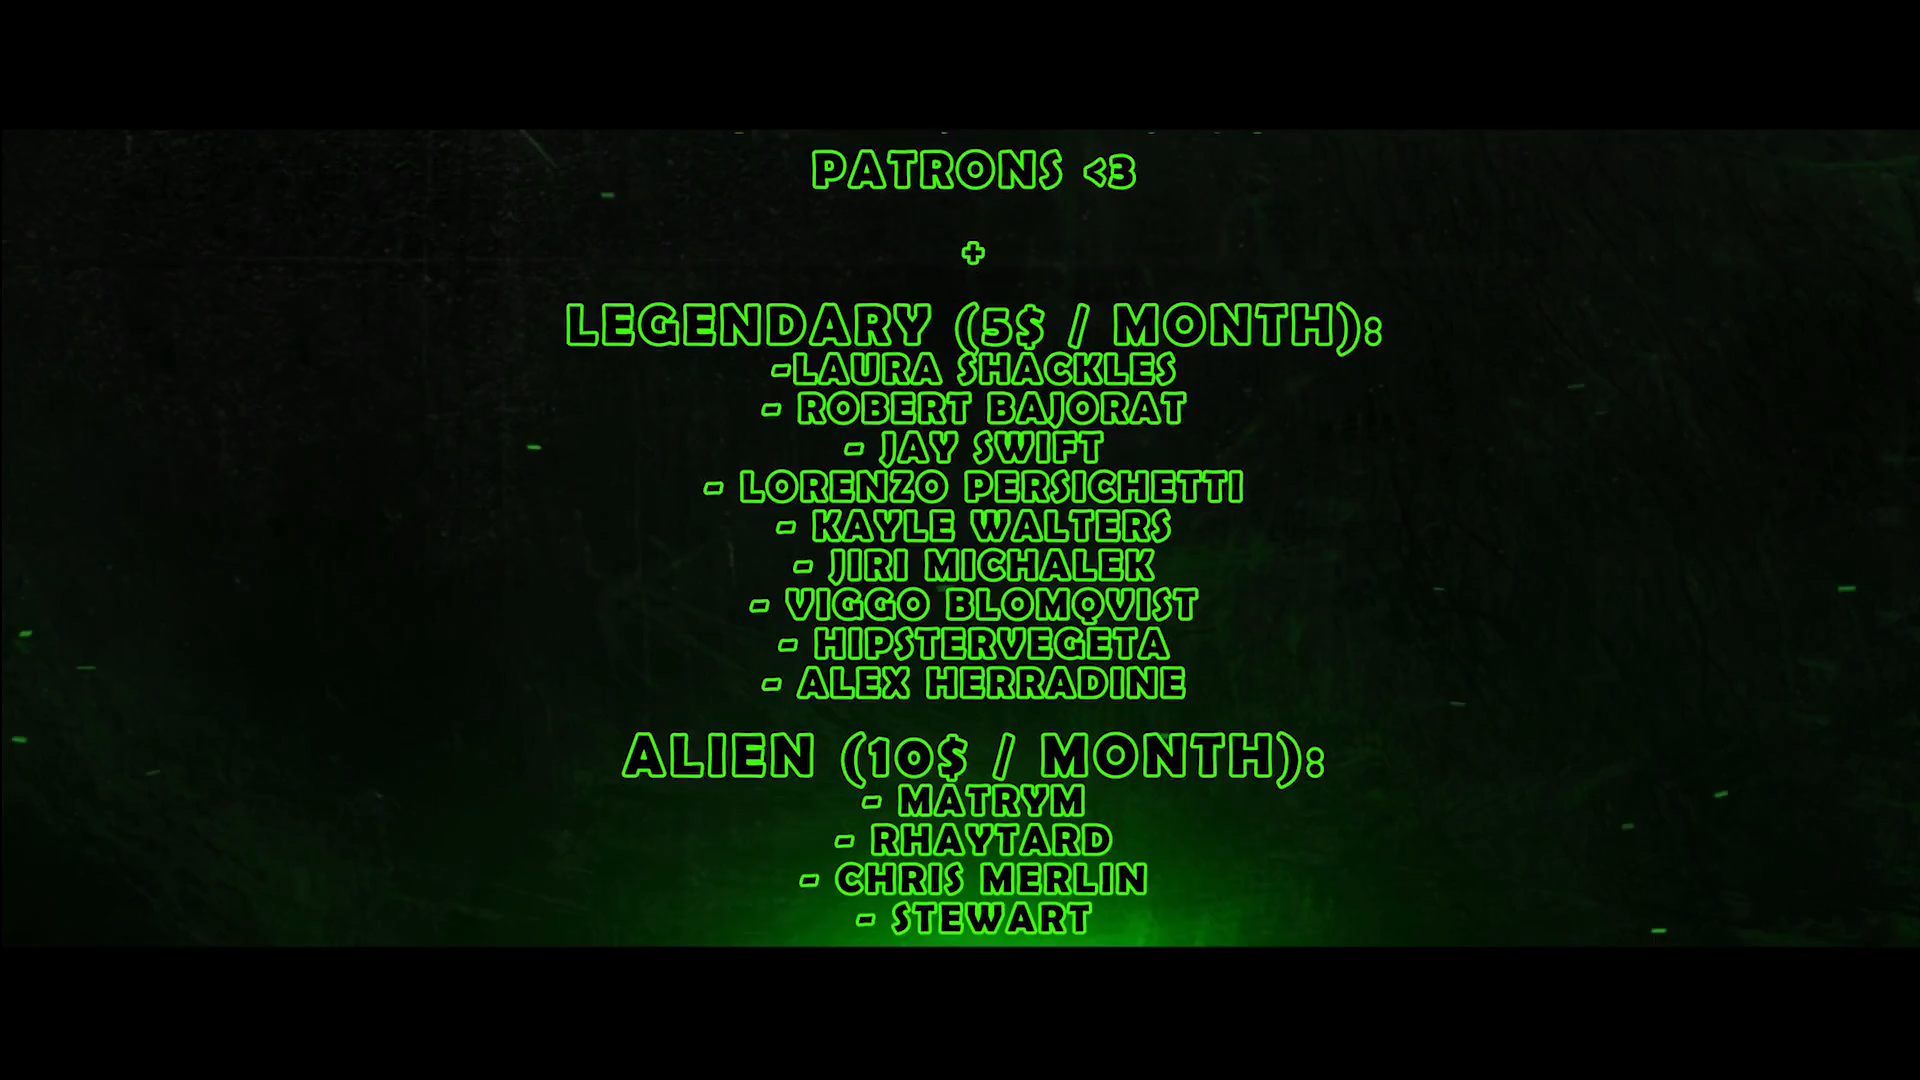 PATRONS <3
+
LEGENDARY (5$ / MONTH):
-LAURA SHACKLES
- ROBERT BAJORAT
- JAY SWIFT
- LORENZO PERSICHETTI
- KAYLE WALTERS
- JIRI MICHALEK
- VIGGO BLOMQVIST
- HIPSTERVEGETA
- ALEX HERRADINE
ALIEN (10$ / MONTH):
- MATRYM
- RHAYTARD
- CHRIS MERLIN
- STEWART